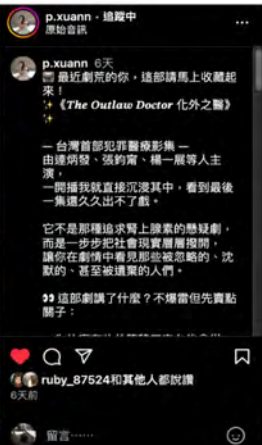 p.xuann · 追蹤中
原始音訊
p.xuann 6天
最近劇荒的你，這部請馬上收藏起
來！
✨《The Outlaw Doctor 化外之醫》
✨
— 台灣首部犯罪醫療影集 —
由連炳發、張鈞甯、楊一展等人主
演，
一開播我就直接沉浸其中，看到最後
一集還久久出不了戲。
它不是那種追求腎上腺素的懸疑劇，
而是一步步把社會現實層層撥開，
讓你在劇情中看見那些被忽略的、沈
默的、甚至被遺棄的人們。
👀 這部劇講了什麼？不爆雷但先賣點
關子：
ruby_87524和其他人都說讚
6天前
留言⋯⋯